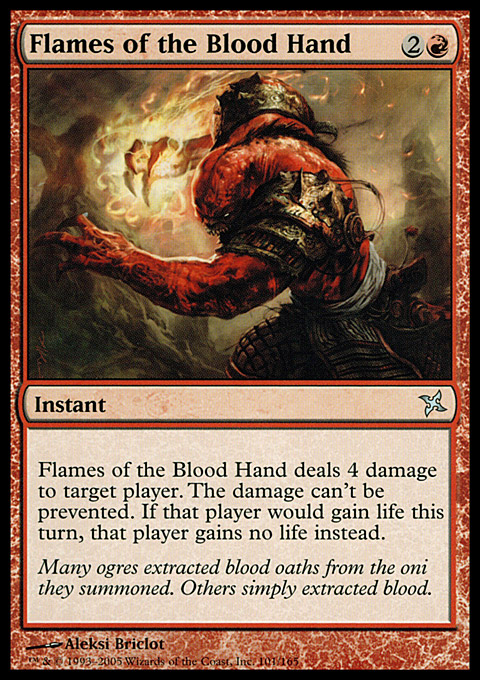 Flames of the Blood Hand 2
Instant
Flames of the Blood Hand deals 4 damage
to target player. The damage can't be
prevented. If that player would gain life this
turn, that player gains no life instead.
Many ogres extracted blood oaths from the oni
they summoned. Others simply extracted blood.
Aleksi Briclot
™ & © 1993–2005 Wizards of the Coast, Inc. 101/165